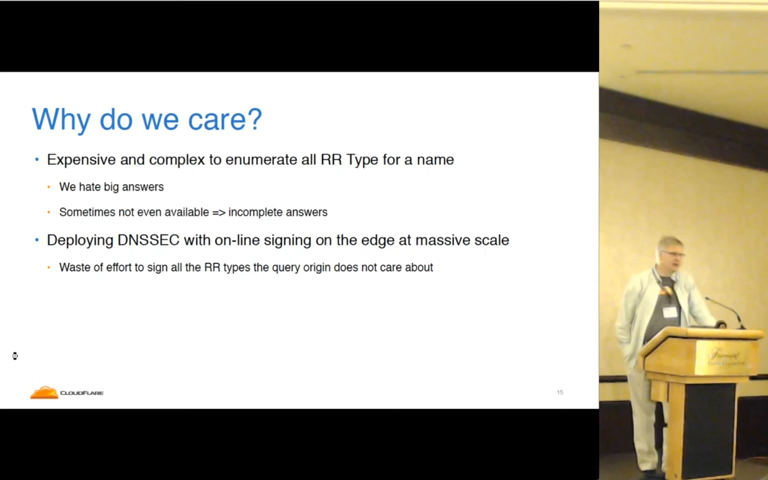 Why do we care?
• Expensive and complex to enumerate all RR Type for a name
• We hate big answers
• Sometimes not even available => incomplete answers
• Deploying DNSSEC with on-line signing on the edge at massive scale
• Waste of effort to sign all the RR types the query origin does not care about
CLOUDFLARE
15
Fairmont